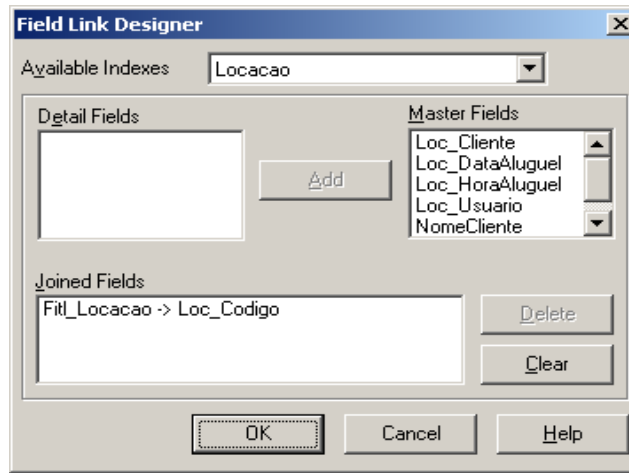 Field Link Designer
Available Indexes
Locacao
Detail Fields
Master Fields
Add
Loc_Cliente
Loc_DataAluguel
Loc_HoraAluguel
Loc_Usuario
NomeCliente
Joined Fields
Fitl_Locacao -> Loc_Codigo
Delete
Clear
OK
Cancel
Help